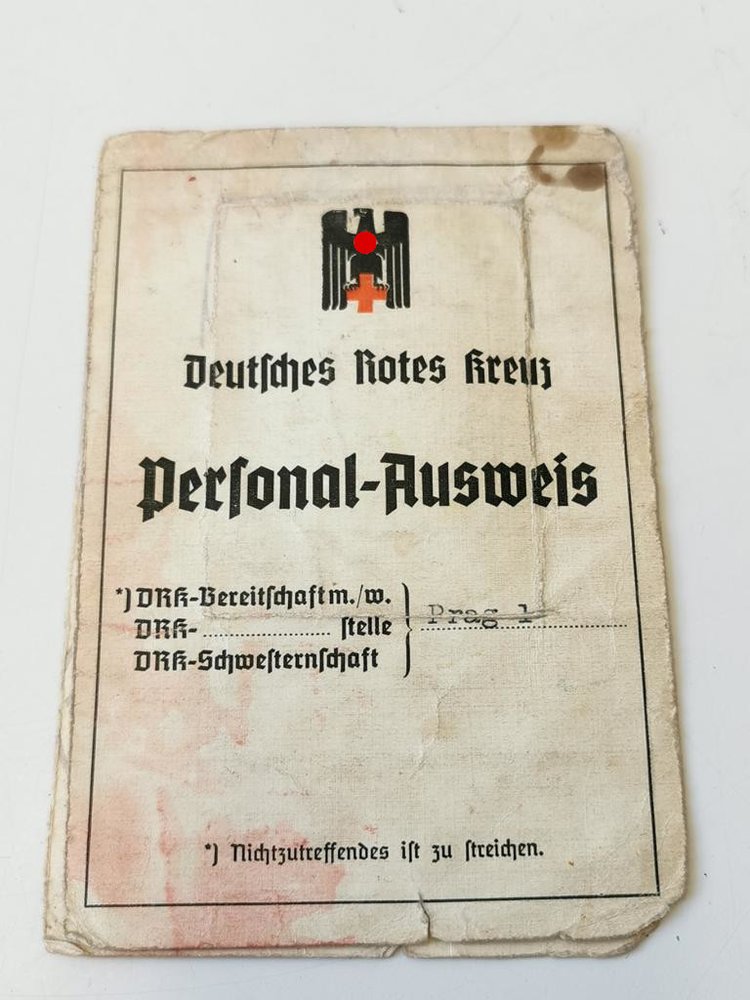 Deutsches Rotes Kreuz
Personal-Ausweis
*) DRK-Bereitschaft m./w.
DRK- .................... stelle
DRK-Schwesternschaft
Prag 1
*) Nichtzutreffendes ist zu streichen.